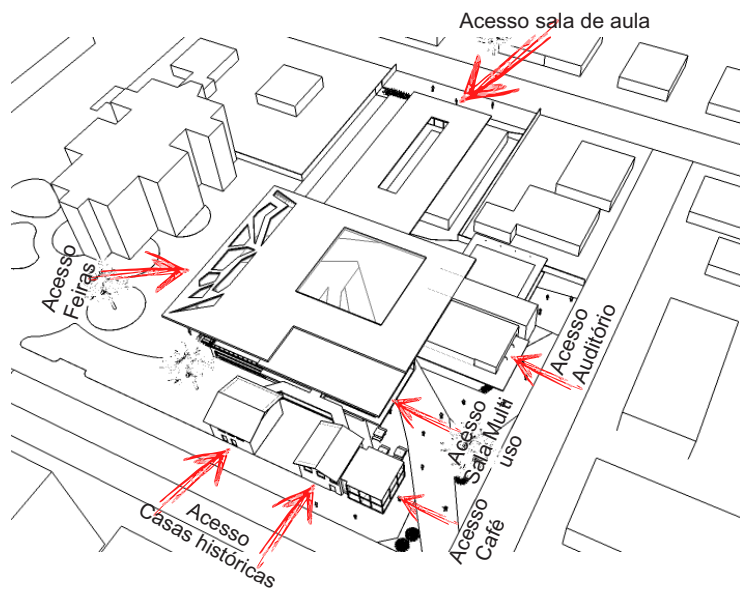 Acesso sala de aula
Acesso
Feiras
Acesso
Auditório
Acesso
Sala Multi
uso
Acesso
Café
Acesso
Casas históricas